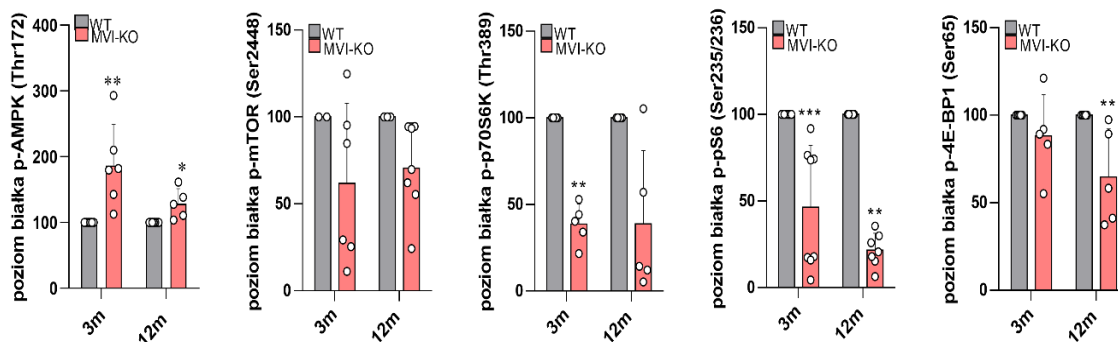 poziom białka p-AMPK (Thr172)
400
300
200
100
0
WT
MVI-KO
**
*
3m
12m
poziom białka p-mTOR (Ser2448)
150
100
50
0
WT
MVI-KO
3m
12m
poziom białka p-p70S6K (Thr389)
150
100
50
0
WT
MVI-KO
**
3m
12m
poziom białka p-pS6 (Ser235/236)
150
100
50
0
WT
MVI-KO
***
**
3m
12m
poziom białka p-4E-BP1 (Ser65)
150
100
50
0
WT
MVI-KO
**
3m
12m